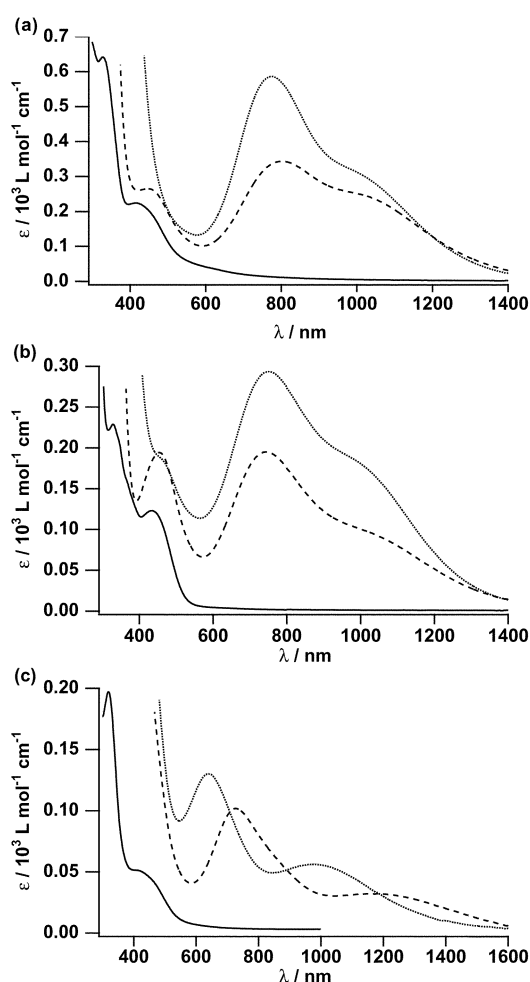 (a)
0.7
0.6
0.5
0.4
0.3
0.2
0.1
0.0
ε / 10³ L mol⁻¹ cm⁻¹
400 600 800 1000 1200 1400
λ / nm
(b)
0.30
0.25
0.20
0.15
0.10
0.05
0.00
ε / 10³ L mol⁻¹ cm⁻¹
400 600 800 1000 1200 1400
λ / nm
(c)
0.20
0.15
0.10
0.05
0.00
ε / 10³ L mol⁻¹ cm⁻¹
400 600 800 1000 1200 1400 1600
λ / nm